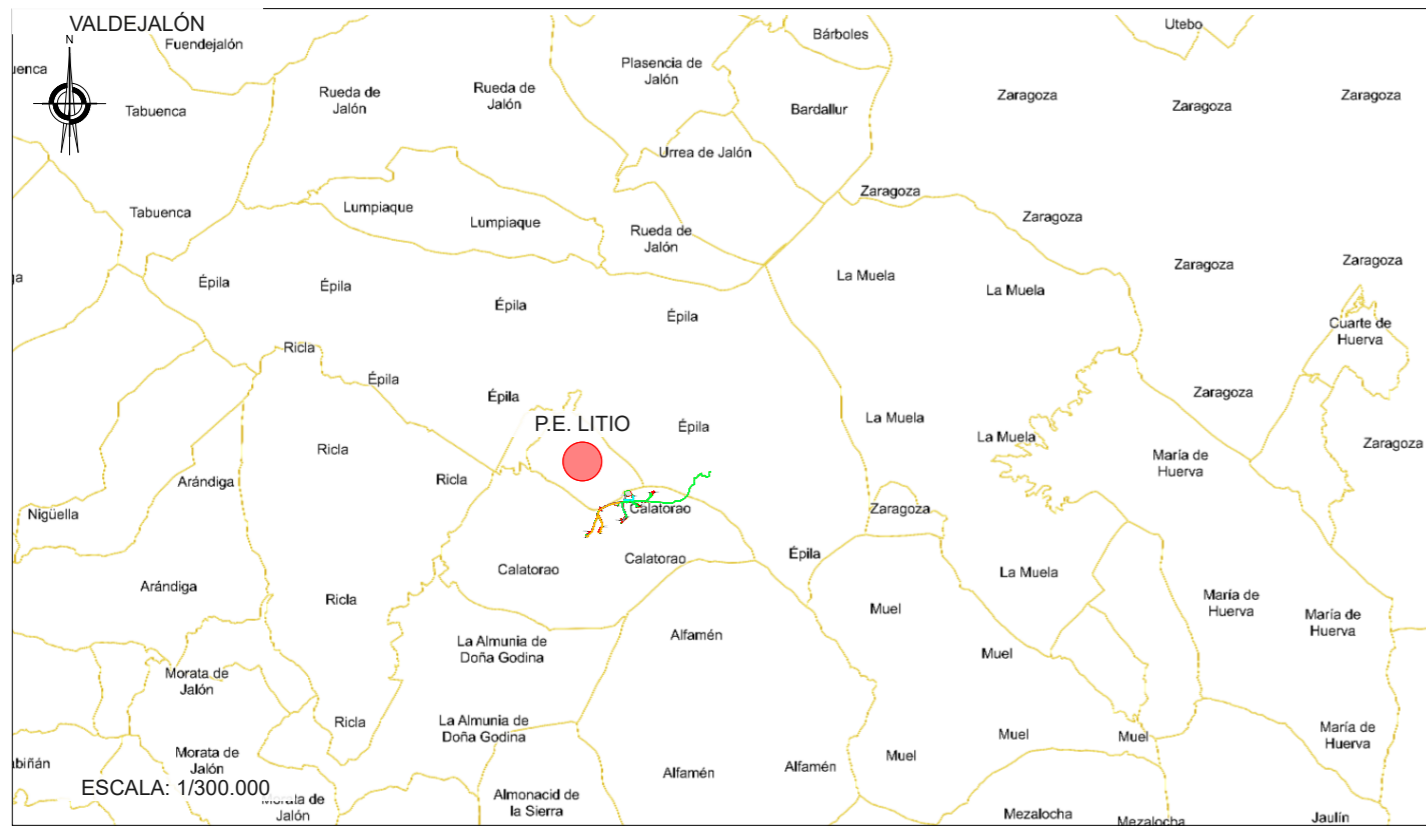 VALDEJALÓN
N
Fuendejalón
Utebo
Bárboles
uenca
Plasencia de
Jalón
Rueda de
Jalón
Rueda de
Jalón
Zaragoza
Zaragoza
Zaragoza
Tabuenca
Bardallur
Urrea de Jalón
Zaragoza
Tabuenca
Lumpiaque
Lumpiaque
Zaragoza
Rueda de
Jalón
Zaragoza
Zaragoza
ga
Épila
Épila
La Muela
La Muela
Épila
Épila
Cuarte de
Huerva
Ricla
Épila
Épila
Zaragoza
P.E. LITIO
Épila
La Muela
La Muela
Zaragoza
Ricla
María de
Huerva
Ricla
Arándiga
Nigüella
Calatorao
Zaragoza
Calatorao
Calatorao
Épila
La Muela
Arándiga
Ricla
Muel
María de
Huerva
María de
Huerva
La Almunia de
Doña Godina
Alfamén
Muel
Morata de
Jalón
Ricla
La Almunia de
Doña Godina
Muel
Muel
María de
Huerva
Morata de
Jalón
Muel
biñán
Alfamén
Alfamén
ESCALA: 1/300.000
Morata de
Jalón
Almonacid de
la Sierra
Mezalocha
Mezalocha
Jaulín